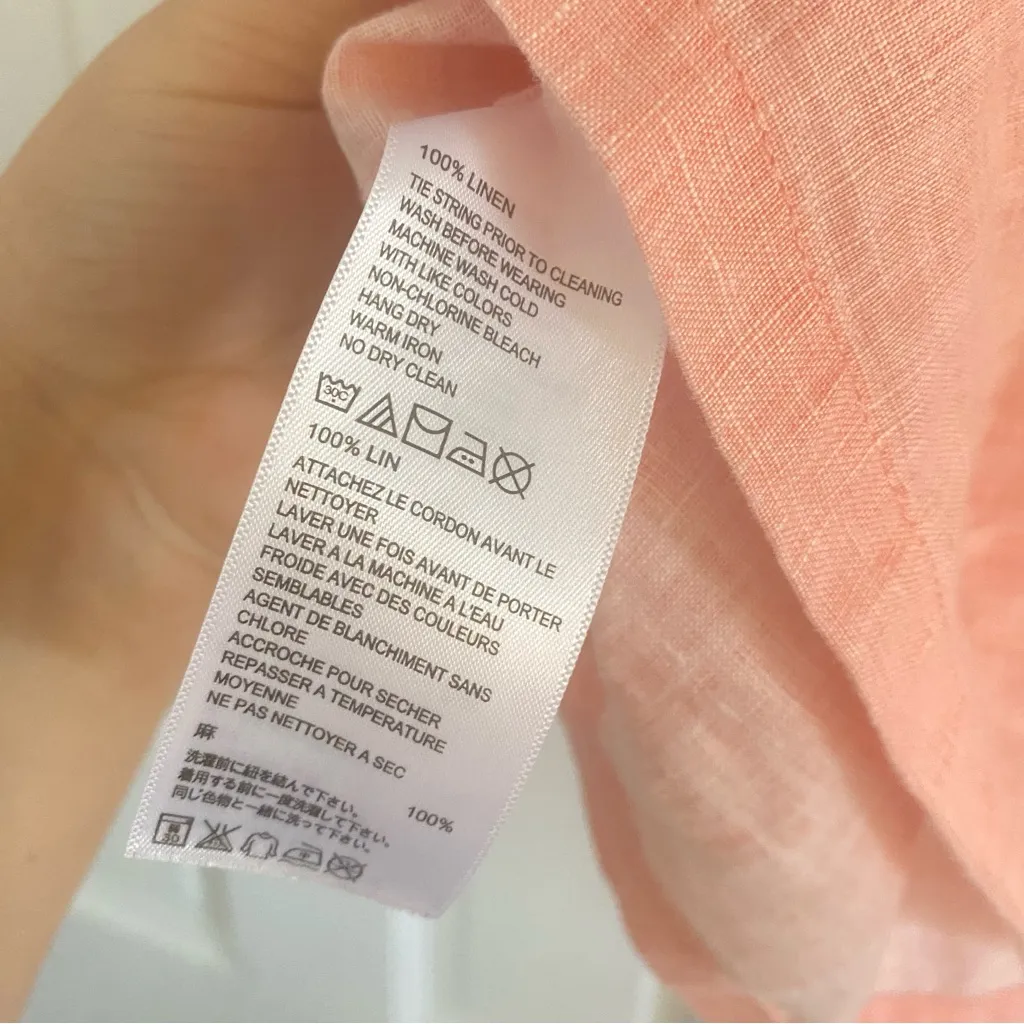 100% LINEN
TIE STRING PRIOR TO CLEANING
WASH BEFORE WEARING
MACHINE WASH COLD
WITH LIKE COLORS
NON-CHLORINE BLEACH
HANG DRY
WARM IRON
NO DRY CLEAN
30C
100% LIN
ATTACHEZ LE CORDON AVANT LE
NETTOYER
LAVER UNE FOIS AVANT DE PORTER
LAVER A LA MACHINE À L'EAU
FROIDE AVEC DES COULEURS
SEMBLABLES
AGENT DE BLANCHIMENT SANS
CHLORE
ACCROCHE POUR SECHER
REPASSER A TEMPERATURE
MOYENNE
NE PAS NETTOYER A SEC
麻 100%
洗濯前に紐を結んで下さい。
着用する前に一度洗濯して下さい。
同じ色物と一緒に洗って下さい。
30